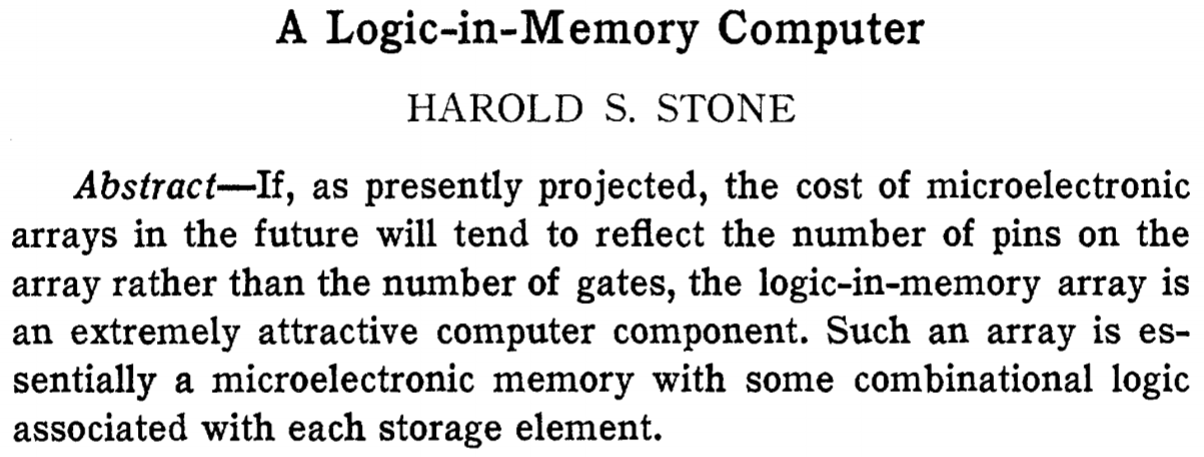 A Logic-in-Memory Computer
HAROLD S. STONE
Abstract—If, as presently projected, the cost of microelectronic
arrays in the future will tend to reflect the number of pins on the
array rather than the number of gates, the logic-in-memory array is
an extremely attractive computer component. Such an array is es-
sentially a microelectronic memory with some combinational logic
associated with each storage element.